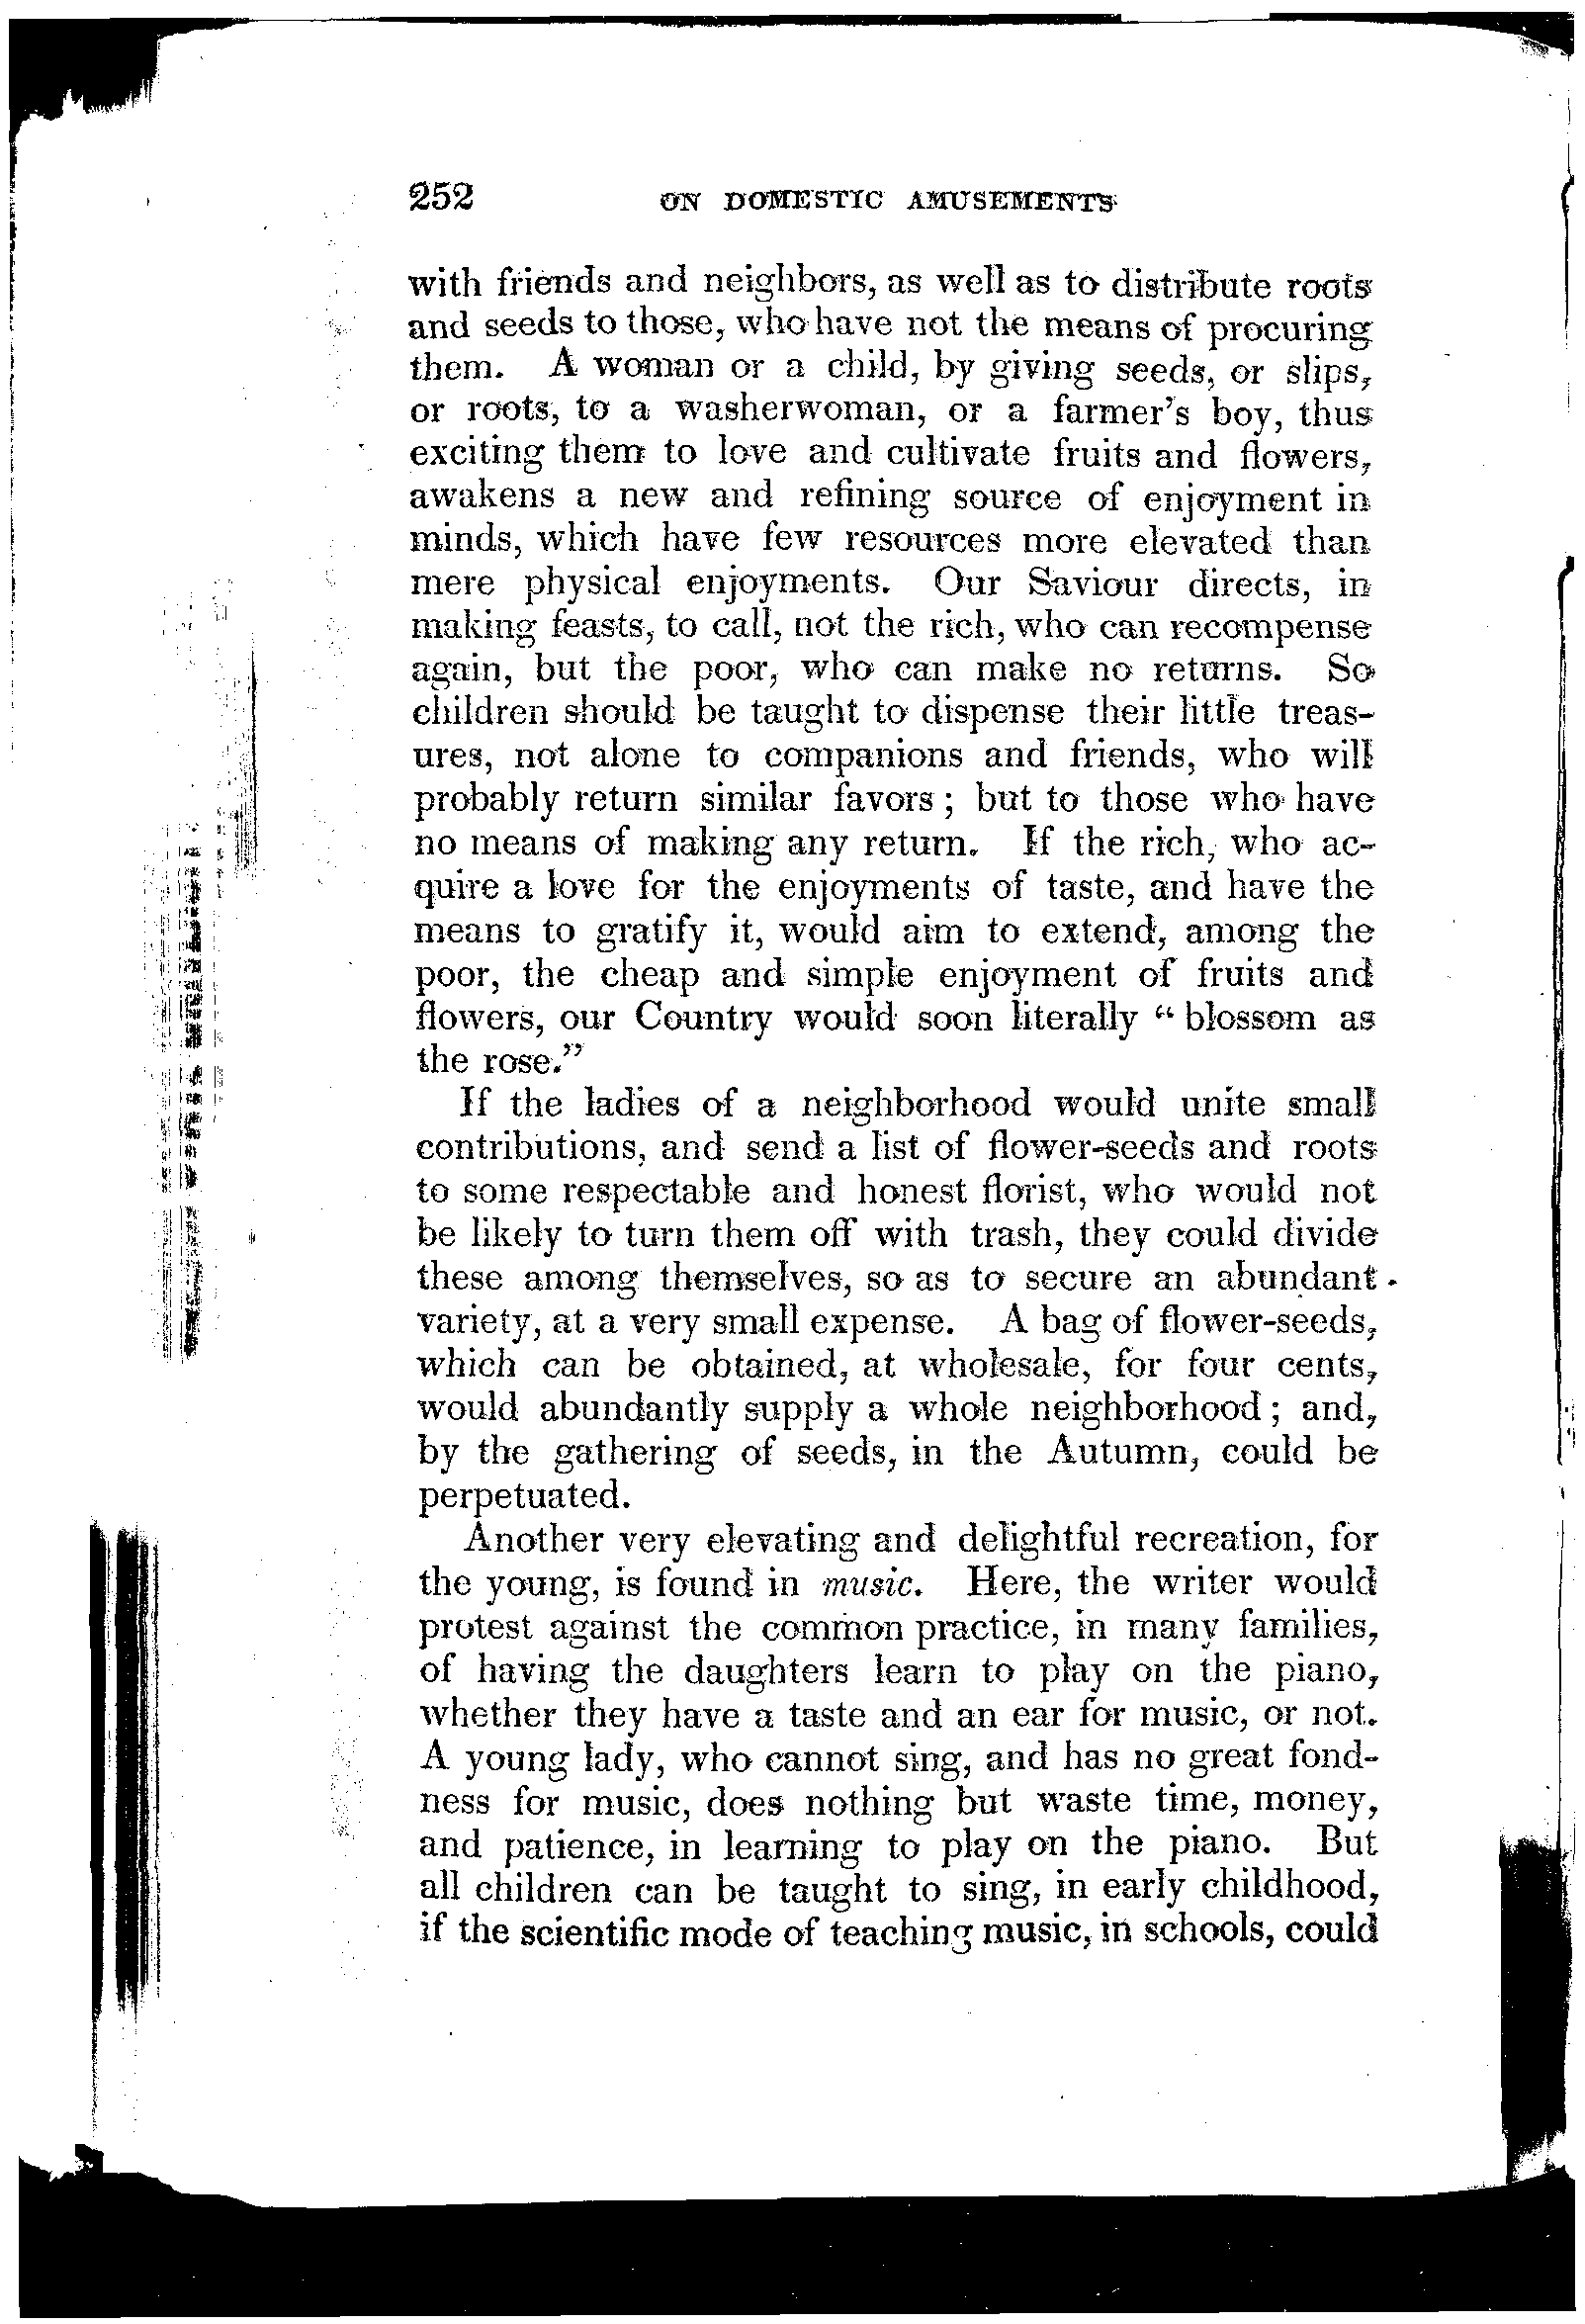 252 ON DOMESTIC AMUSEMENTS
with friends and neighbors, as well as to distribute roots
and seeds to those, who have not the means of procuring
them. A woman or a child, by giving seeds, or slips,
or roots, to a washerwoman, or a farmer's boy, thus
exciting them to love and cultivate fruits and flowers,
awakens a new and refining source of enjoyment in
minds, which have few resources more elevated than
mere physical enjoyments. Our Saviour directs, in
making feasts, to call, not the rich, who can recompense
again, but the poor, who can make no returns. So
children should be taught to dispense their little treas-
ures, not alone to companions and friends, who will
probably return similar favors; but to those who have
no means of making any return. If the rich, who ac-
quire a love for the enjoyments of taste, and have the
means to gratify it, would aim to extend, among the
poor, the cheap and simple enjoyment of fruits and
flowers, our Country would soon literally “blossom as
the rose.”
If the ladies of a neighborhood would unite small
contributions, and send a list of flower-seeds and roots
to some respectable and honest florist, who would not
be likely to turn them off with trash, they could divide
these among themselves, so as to secure an abundant
variety, at a very small expense. A bag of flower-seeds,
which can be obtained, at wholesale, for four cents,
would abundantly supply a whole neighborhood; and,
by the gathering of seeds, in the Autumn, could be
perpetuated.
Another very elevating and delightful recreation, for
the young, is found in music. Here, the writer would
protest against the common practice, in many families,
of having the daughters learn to play on the piano,
whether they have a taste and an ear for music, or not.
A young lady, who cannot sing, and has no great fond-
ness for music, does nothing but waste time, money,
and patience, in learning to play on the piano. But
all children can be taught to sing, in early childhood,
if the scientific mode of teaching music, in schools, could